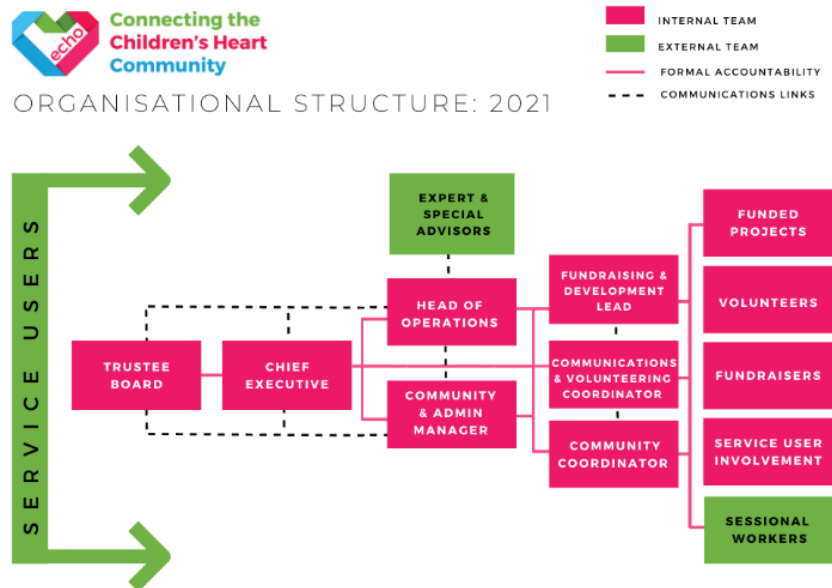 echo
Connecting the
Children's Heart
Community
ORGANISATIONAL STRUCTURE: 2021
INTERNAL TEAM
EXTERNAL TEAM
FORMAL ACCOUNTABILITY
COMMUNICATIONS LINKS
SERVICE USERS
TRUSTEE
BOARD
CHIEF
EXECUTIVE
EXPERT &
SPECIAL
ADVISORS
HEAD OF
OPERATIONS
COMMUNITY
& ADMIN
MANAGER
FUNDRAISING &
DEVELOPMENT
LEAD
COMMUNICATIONS
& VOLUNTEERING
COORDINATOR
COMMUNITY
COORDINATOR
FUNDED
PROJECTS
VOLUNTEERS
FUNDRAISERS
SERVICE USER
INVOLVEMENT
SESSIONAL
WORKERS